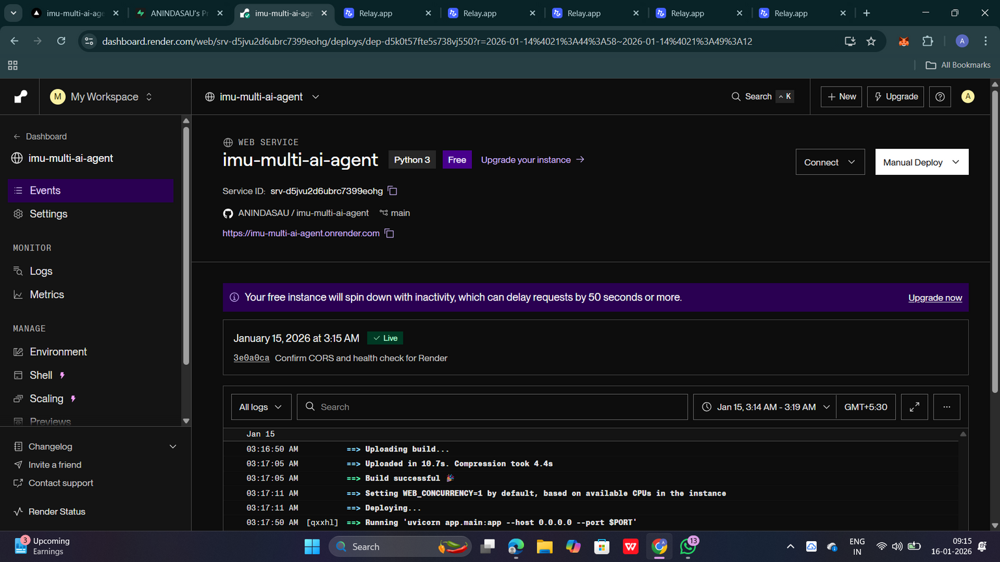 imu-multi-ai-age
ANINDASAU's Pr
imu-multi-ai-age
Relay.app
Relay.app
Relay.app
Relay.app
Relay.app
dashboard.render.com/web/srv-d5jvu2d6ubrc7399eohg/deploys/dep-d5k0t57fte5s738vj550?r=2026-01-14%4021%3A44%3A58~2026-01-14%4021%3A49%3A12
A
All Bookmarks
M My Workspace
imu-multi-ai-agent
Search ^ K
+ New
Upgrade
A
← Dashboard
imu-multi-ai-agent
Events
Settings
MONITOR
Logs
Metrics
MANAGE
Environment
Shell
Scaling
Previews
Changelog
Invite a friend
Contact support
Render Status
WEB SERVICE
imu-multi-ai-agent Python 3 Free Upgrade your instance →
Connect
Manual Deploy
Service ID: srv-d5jvu2d6ubrc7399eohg
ANINDASAU / imu-multi-ai-agent main
https://imu-multi-ai-agent.onrender.com
Your free instance will spin down with inactivity, which can delay requests by 50 seconds or more.
Upgrade now
January 15, 2026 at 3:15 AM ✓ Live
3e0a0ca Confirm CORS and health check for Render
All logs
Search
Jan 15, 3:14 AM - 3:19 AM
GMT+5:30
Jan 15
03:16:50 AM ==> Uploading build...
03:17:05 AM ==> Uploaded in 10.7s. Compression took 4.4s
03:17:05 AM ==> Build successful 🎉
03:17:11 AM ==> Setting WEB_CONCURRENCY=1 by default, based on available CPUs in the instance
03:17:11 AM ==> Deploying...
03:17:50 AM [qxxhl] ==> Running 'uvicorn app.main:app --host 0.0.0.0 --port $PORT'
3
Upcoming
Earnings
Search
13
ENG
IN
09:15
16-01-2026